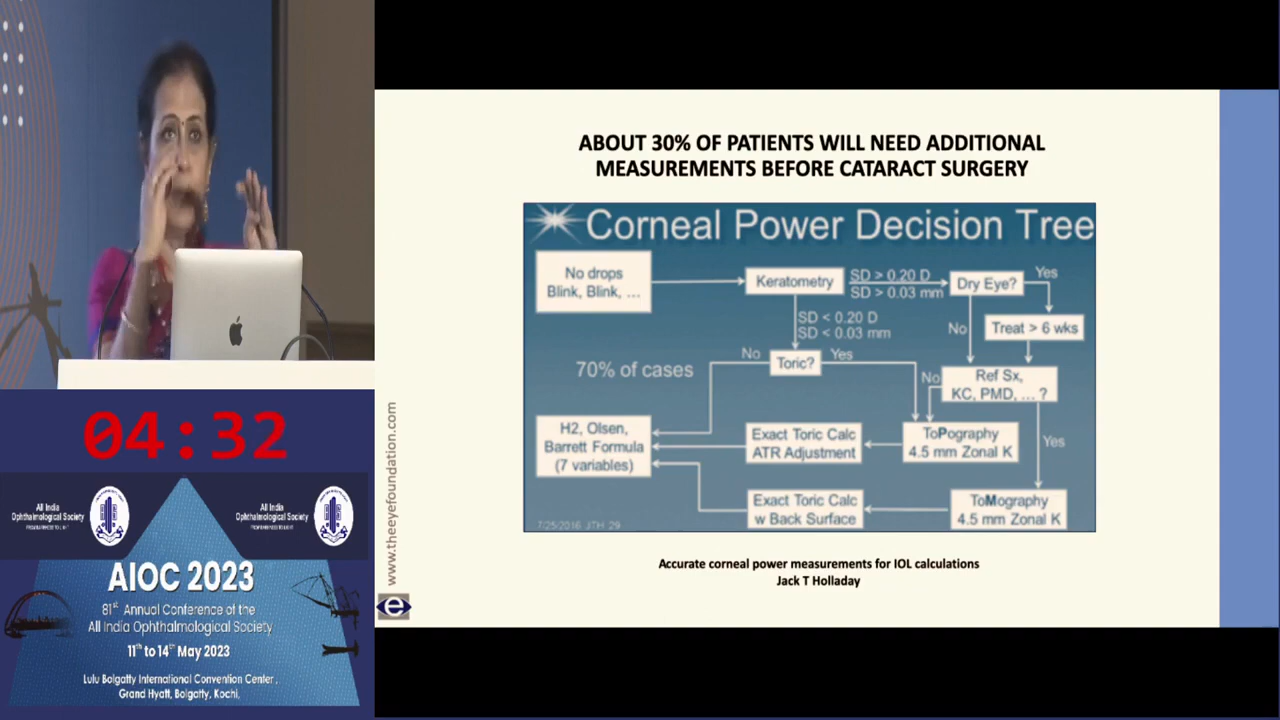 ABOUT 30% OF PATIENTS WILL NEED ADDITIONAL
MEASUREMENTS BEFORE CATARACT SURGERY
Corneal Power Decision Tree
No drops
Blink, Blink, ...
Keratometry
SD > 0.20 D
SD > 0.03 mm
Dry Eye?
Yes
SD < 0.20 D
SD < 0.03 mm
No
Treat > 6 wks
70% of cases
No
Toric?
Yes
No
Ref Sx,
KC, PMD, ... ?
H2, Olsen,
Barrett Formula
(7 variables)
Exact Toric Calc
ATR Adjustment
ToPography
4.5 mm Zonal K
Yes
Exact Toric Calc
w Back Surface
ToMography
4.5 mm Zonal K
7/25/2016 JTH 29
Accurate corneal power measurements for IOL calculations
Jack T Holladay
www.theeyefoundation.com
e
04:32
All India
Ophthalmological Society
All India
Ophthalmological Society
AIOC 2023
81st Annual Conference of the
All India Ophthalmological Society
11th to 14th May 2023
Lulu Bolgatty International Convention Center,
Grand Hyatt, Bolgatty, Kochi,